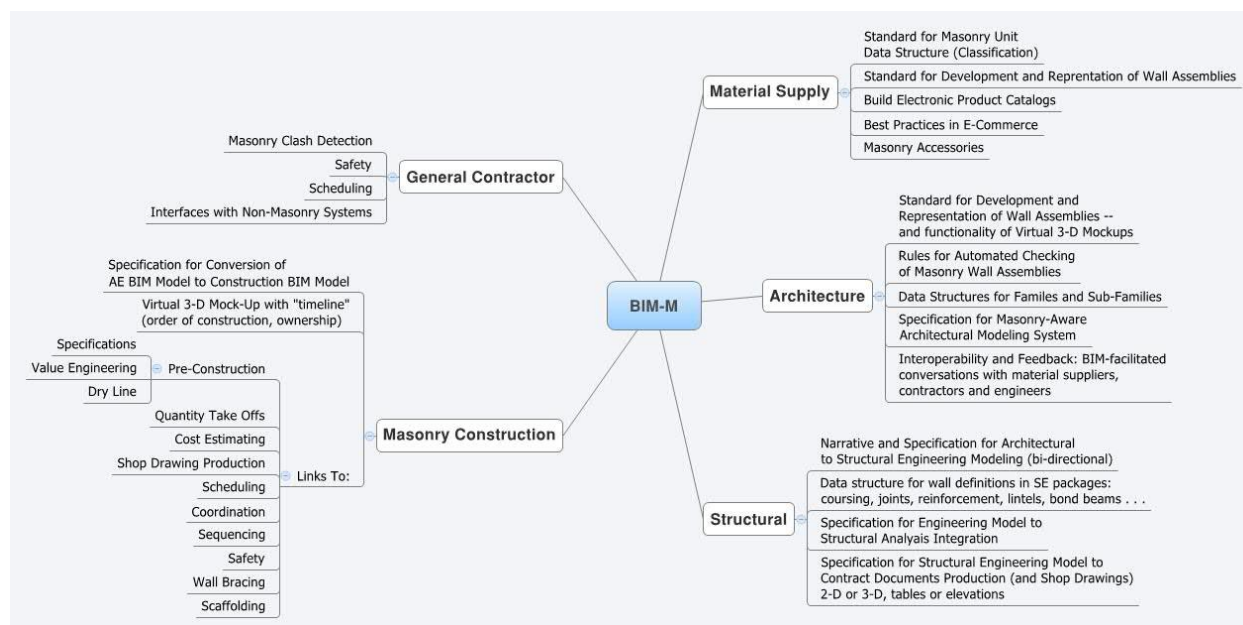 Standard for Masonry Unit
Data Structure (Classification)
Standard for Development and Reprentation of Wall Assemblies
Material Supply
Build Electronic Product Catalogs
Best Practices in E-Commerce
Masonry Accessories
Masonry Clash Detection
Safety
General Contractor
Scheduling
Interfaces with Non-Masonry Systems
Standard for Development and
Representation of Wall Assemblies --
and functionality of Virtual 3-D Mockups
Rules for Automated Checking
of Masonry Wall Assemblies
Architecture
Data Structures for Familes and Sub-Families
Specification for Masonry-Aware
Architectural Modeling System
Interoperability and Feedback: BIM-facilitated
conversations with material suppliers,
contractors and engineers
BIM-M
Specification for Conversion of
AE BIM Model to Construction BIM Model
Virtual 3-D Mock-Up with "timeline"
(order of construction, ownership)
Specifications
Value Engineering
Pre-Construction
Dry Line
Masonry Construction
Quantity Take Offs
Cost Estimating
Shop Drawing Production
Links To:
Scheduling
Coordination
Sequencing
Safety
Wall Bracing
Scaffolding
Narrative and Specification for Architectural
to Structural Engineering Modeling (bi-directional)
Data structure for wall definitions in SE packages:
coursing, joints, reinforcement, lintels, bond beams . . .
Structural
Specification for Engineering Model to
Structural Analyais Integration
Specification for Structural Engineering Model to
Contract Documents Production (and Shop Drawings)
2-D or 3-D, tables or elevations